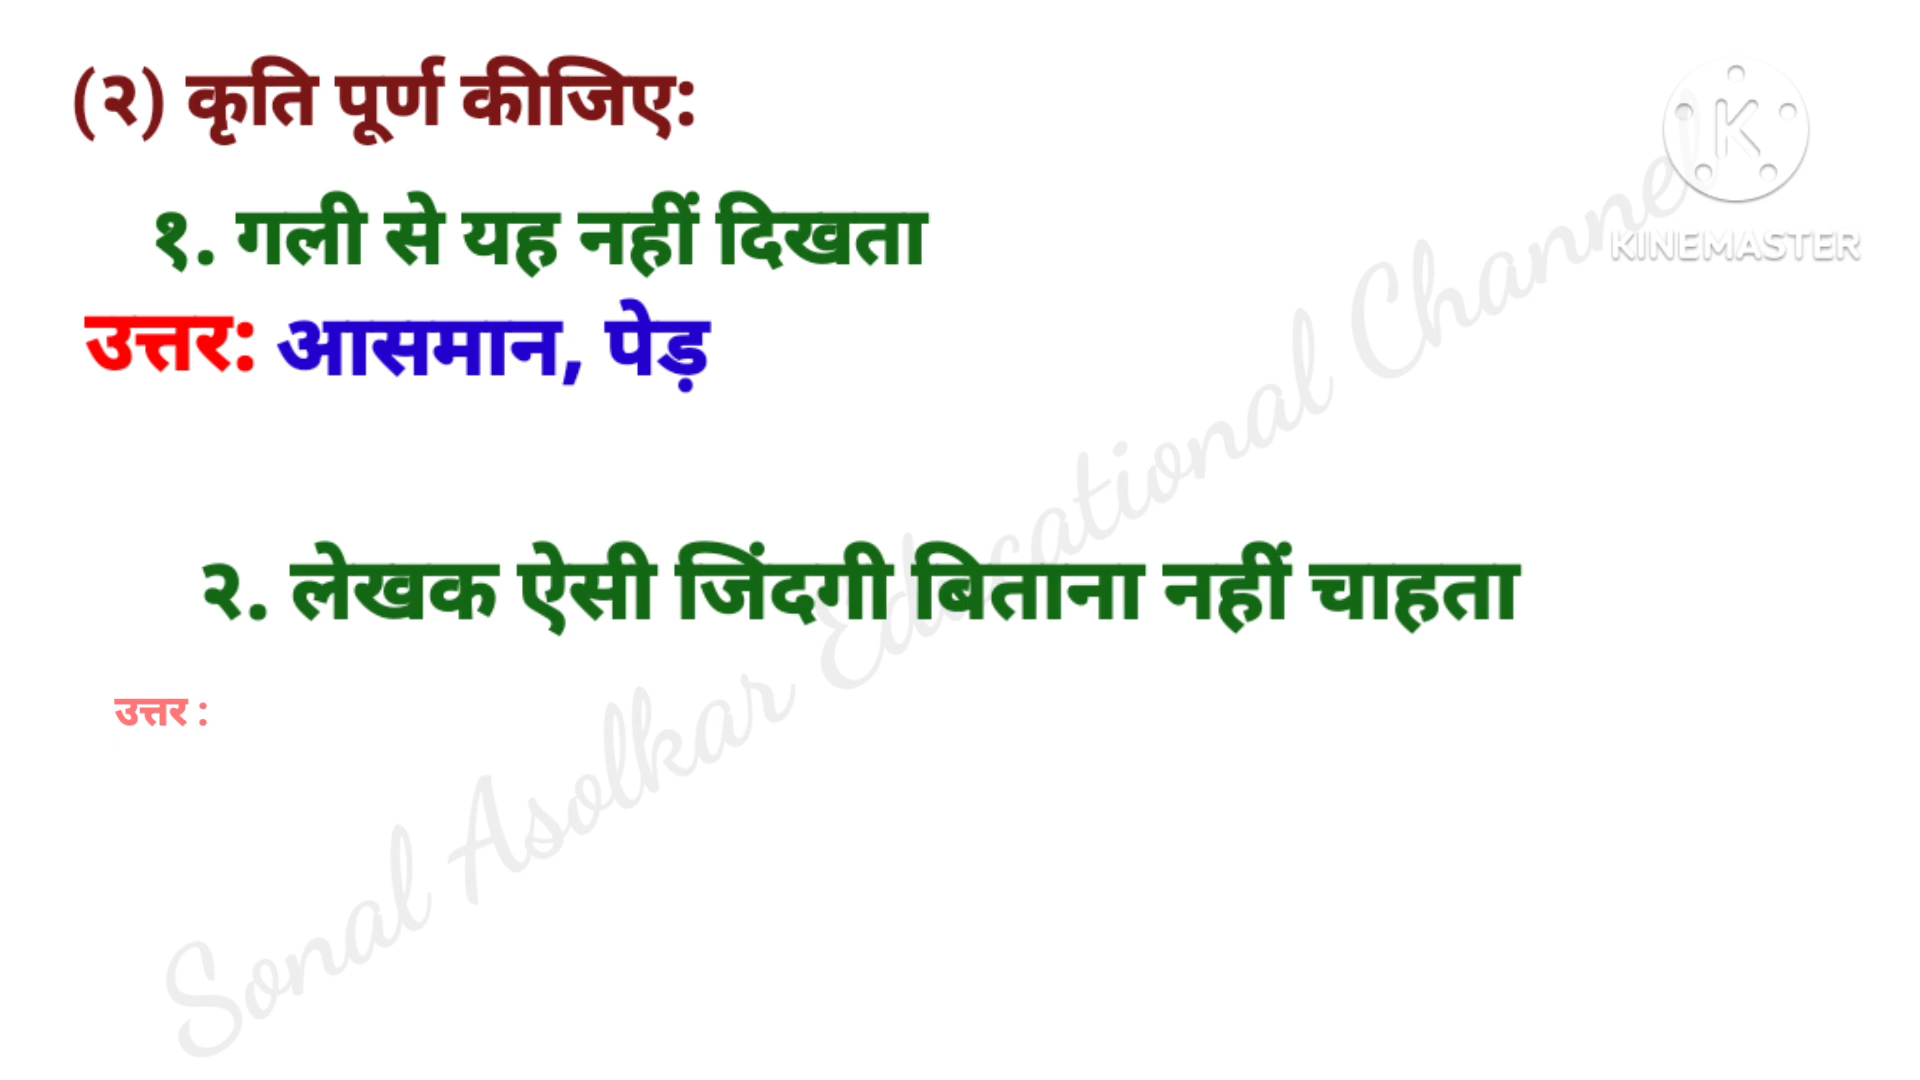 (२) कृति पूर्ण कीजिए:
१. गली से यह नहीं दिखता
उत्तर: आसमान, पेड़
२. लेखक ऐसी जिंदगी बिताना नहीं चाहता
उत्तर :
K
KINEMASTER
Sonal Asolkar Educational Channel